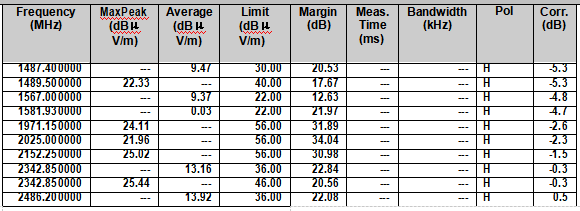 Frequency MaxPeak Average Limit Margin Meas. Bandwidth Pol Corr.
(MHz) (dBµ (dBµ (dBµ (dB) Time (kHz) (dB)
V/m) V/m) V/m) (ms)
1487.400000 --- 9.47 30.00 20.53 --- --- H -5.3
1489.500000 22.33 --- 40.00 17.67 --- --- H -5.3
1567.000000 --- 9.37 22.00 12.63 --- --- H -4.8
1581.930000 --- 0.03 22.00 21.97 --- --- H -4.7
1971.150000 24.11 --- 56.00 31.89 --- --- H -2.6
2025.000000 21.96 --- 56.00 34.04 --- --- H -2.3
2152.250000 25.02 --- 56.00 30.98 --- --- H -1.5
2342.850000 --- 13.16 36.00 22.84 --- --- H -0.3
2342.850000 25.44 --- 46.00 20.56 --- --- H -0.3
2486.200000 --- 13.92 36.00 22.08 --- --- H 0.5